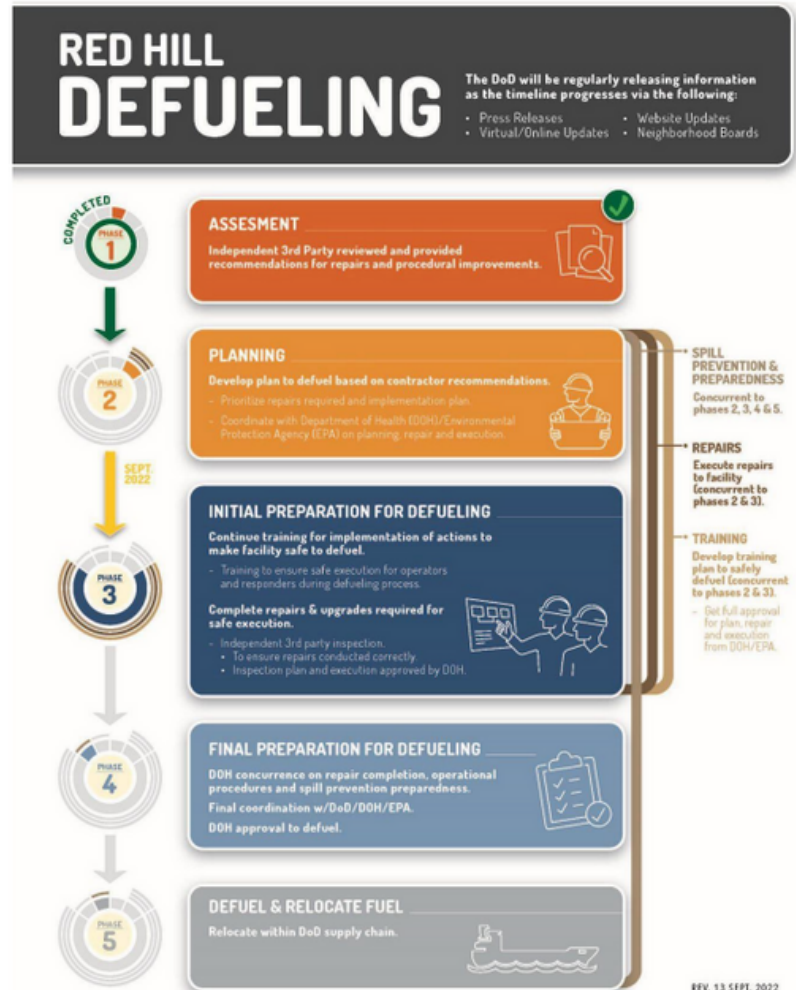 RED HILL
DEFUELING
The DoD will be regularly releasing information
as the timeline progresses via the following:
• Press Releases
• Website Updates
• Virtual/Online Updates
• Neighborhood Boards
COMPLETED
PHASE
1
ASSESMENT
Independent 3rd Party reviewed and provided
recommendations for repairs and procedural improvements.
PHASE
2
PLANNING
Develop plan to defuel based on contractor recommendations.
- Prioritize repairs required and implementation plan.
- Coordinate with Department of Health (DOH)/Environmental
Protection Agency (EPA) on planning, repair and execution.
SEPT.
2022
PHASE
3
INITIAL PREPARATION FOR DEFUELING
Continue training for implementation of actions to
make facility safe to defuel.
- Training to ensure safe execution for operators
and responders during defueling process.
Complete repairs & upgrades required for
safe execution.
- Independent 3rd party inspection.
• To ensure repairs conducted correctly.
• Inspection plan and execution approved by DOH.
SPILL
PREVENTION &
PREPAREDNESS
Concurrent to
phases 2, 3, 4 & 5.
REPAIRS
Execute repairs
to facility
(concurrent to
phases 2 & 3).
TRAINING
Develop training
plan to safely
defuel (concurrent
to phases 2 & 3).
- Get full approval
for plan, repair
and execution
from DOH/EPA.
PHASE
4
FINAL PREPARATION FOR DEFUELING
DOH concurrence on repair completion, operational
procedures and spill prevention preparedness.
Final coordination w/DoD/DOH/EPA.
DOH approval to defuel.
PHASE
5
DEFUEL & RELOCATE FUEL
Relocate within DoD supply chain.
REV. 13 SEPT. 2022